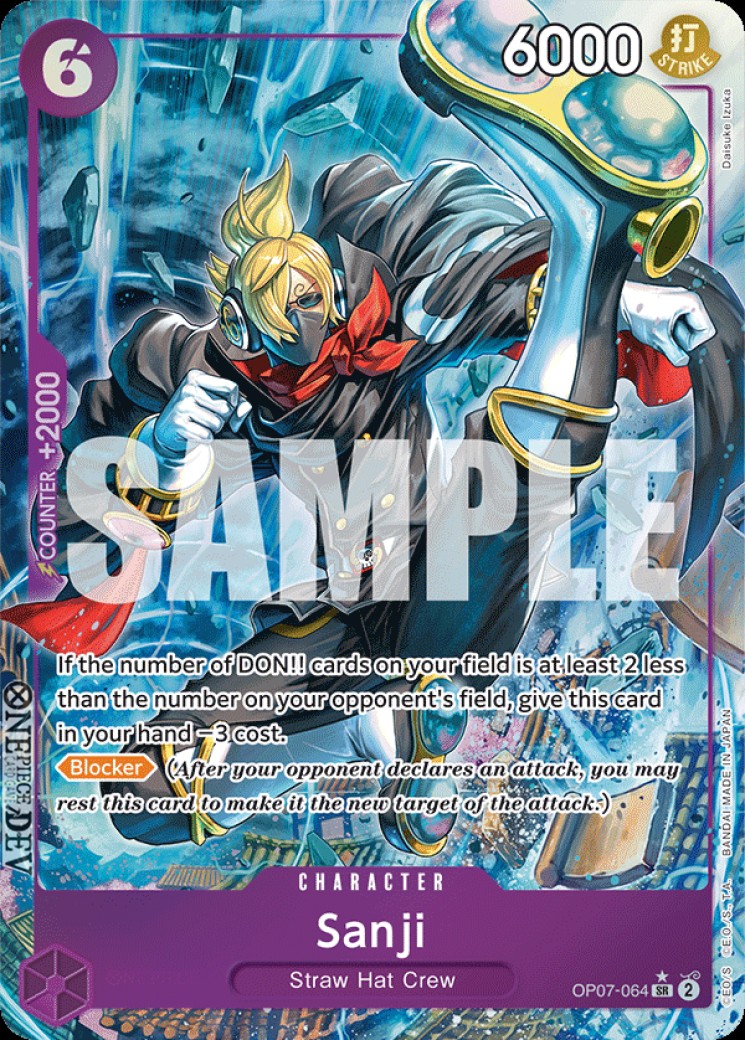 6
6000
打
STRIKE
Daisuke Izuka
COUNTER +2000
SAMPLE
If the number of DON!! cards on your field is at least 2 less
than the number on your opponent's field, give this card
in your hand −3 cost.
Blocker (After your opponent declares an attack, you may
rest this card to make it the new target of the attack.)
ONE PIECE
DEV
©E.O./S., T.A. BANDAI MADE IN JAPAN
©EO/S
CHARACTER
Sanji
Straw Hat Crew
OP07-064 SR 2